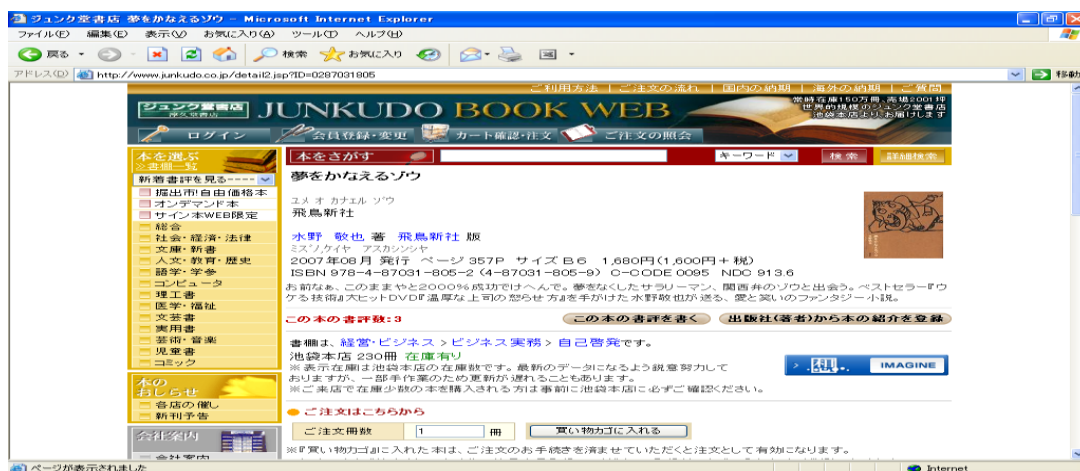 ジュンク堂書店 夢をかなえるゾウ - Microsoft Internet Explorer
ファイル(F) 編集(E) 表示(V) お気に入り(A) ツール(T) ヘルプ(H)
戻る 検索 お気に入り
アドレス(D) http://www.junkudo.co.jp/detail2.jsp?ID=0287031805 移動
ご利用方法 | ご注文の流れ | 国内の納期 | 海外の納期 | ご質問
ジュンク堂書店 JUNKUDO BOOK WEB
常時在庫150万冊、売場2001坪
世界的規模のジュンク堂書店
池袋本店よりお届けします
ログイン 会員登録・変更 カート確認・注文 ご注文の照会
本を選ぶ
>書棚一覧
本をさがす キーワード 検索 詳細検索
新着書評を見る----
掘出市!自由価格本
オンデマンド本
サイン本WEB限定
総合
社会・経済・法律
文庫・新書
人文・教育・歴史
語学・学参
コンピュータ
理工書
医学・福祉
文芸書
実用書
芸術・音楽
児童書
コミック
本の
おしらせ
各店の催し
新刊予告
会社案内
会社案内
夢をかなえるゾウ
ユメ オ カナエル ゾウ
飛鳥新社
水野 敬也 著 飛鳥新社 版
ミズノ,ケイヤ アスカシンシヤ
2007年08月 発行 ページ 357P サイズ B6 1,680円(1,600円+税)
ISBN 978-4-87031-805-2 (4-87031-805-9) C-CODE 0095 NDC 913.6
お前なぁ、このままやと2000%成功でけへんで。夢をなくしたサラリーマン、関西弁のゾウと出会う。ベストセラー『ウ
ケる技術』大ヒットDVD『温厚な上司の怒らせ方』を手がけた水野敬也が送る、愛と笑いのファンタジー小説。
この本の書評数:3 この本の書評を書く 出版社(著者)から本の紹介を登録
書棚は、経営・ビジネス > ビジネス実務 > 自己啓発です。
池袋本店 230冊 在庫有り
※表示在庫は池袋本店の在庫数です。最新のデータになるよう鋭意努力して
おりますが、一部手作業のため更新が遅れることもあります。
※ご来店で在庫少数の本を購入される方は事前に池袋本店に必ずご確認ください。
IMAGINE
ご注文はこちらから
ご注文冊数 1 冊 買い物カゴに入れる
※『買い物カゴ』に入れた本は、ご注文のお手続きを済ませていただくと注文として有効になります。
ページが表示されました Internet